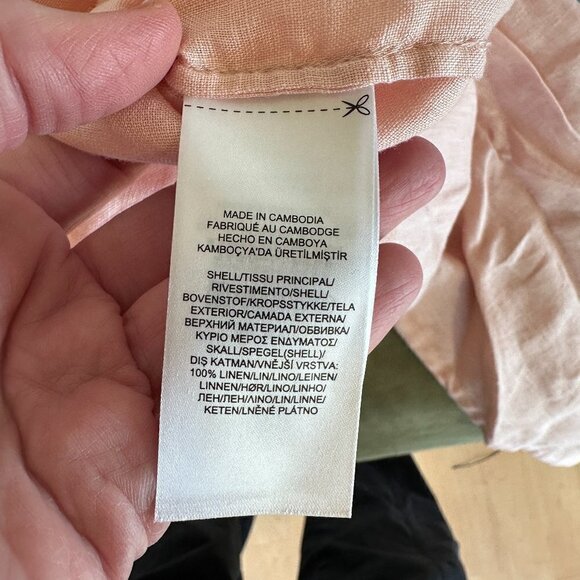 MADE IN CAMBODIA
FABRIQUÉ AU CAMBODGE
HECHO EN CAMBOYA
KAMBOÇYA'DA ÜRETİLMİŞTİR
SHELL/TISSU PRINCIPAL/
RIVESTIMENTO/SHELL/
BOVENSTOF/KROPSSTYKKE/TELA
EXTERIOR/CAMADA EXTERNA/
ВЕРХНИЙ МАТЕРИАЛ/ОБВИВКА/
ΚΥΡΙΟ ΜΕΡΟΣ ΕΝΔΥΜΑΤΟΣ/
SKALL/SPEGEL(SHELL)/
DIŞ KATMAN/VNĚJŠÍ VRSTVA:
100% LINEN/LIN/LINO/LEINEN/
LINNEN/HØR/LINO/LINHO/
ЛЕН/ЛЕН/ΛΙΝΟ/LIN/LINNE/
KETEN/LNĚNÉ PLÁTNO